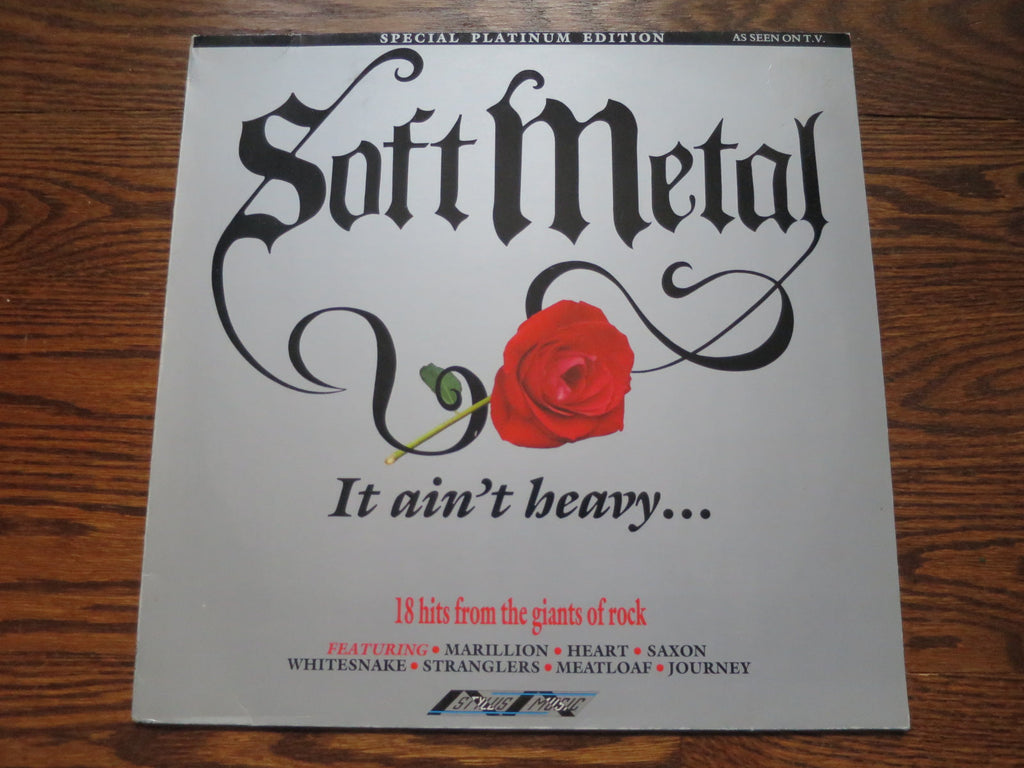 SPECIAL PLATINUM EDITION AS SEEN ON T.V.
Soft Metal
It ain't heavy...
18 hits from the giants of rock
FEATURING • MARILLION • HEART • SAXON
WHITESNAKE • STRANGLERS • MEATLOAF • JOURNEY
STYLUS MUSIC